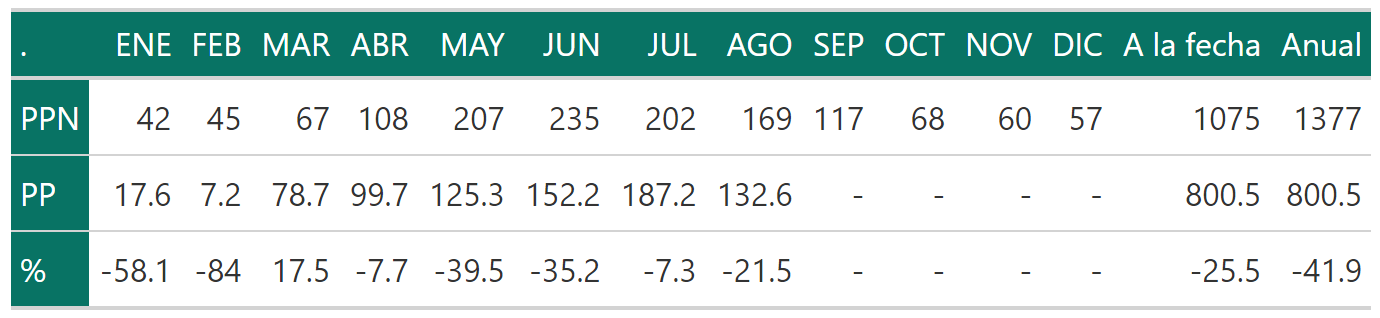 . ENE FEB MAR ABR MAY JUN JUL AGO SEP OCT NOV DIC A la fecha Anual
PPN 42 45 67 108 207 235 202 169 117 68 60 57 1075 1377
PP 17.6 7.2 78.7 99.7 125.3 152.2 187.2 132.6 - - - - 800.5 800.5
% -58.1 -84 17.5 -7.7 -39.5 -35.2 -7.3 -21.5 - - - - -25.5 -41.9